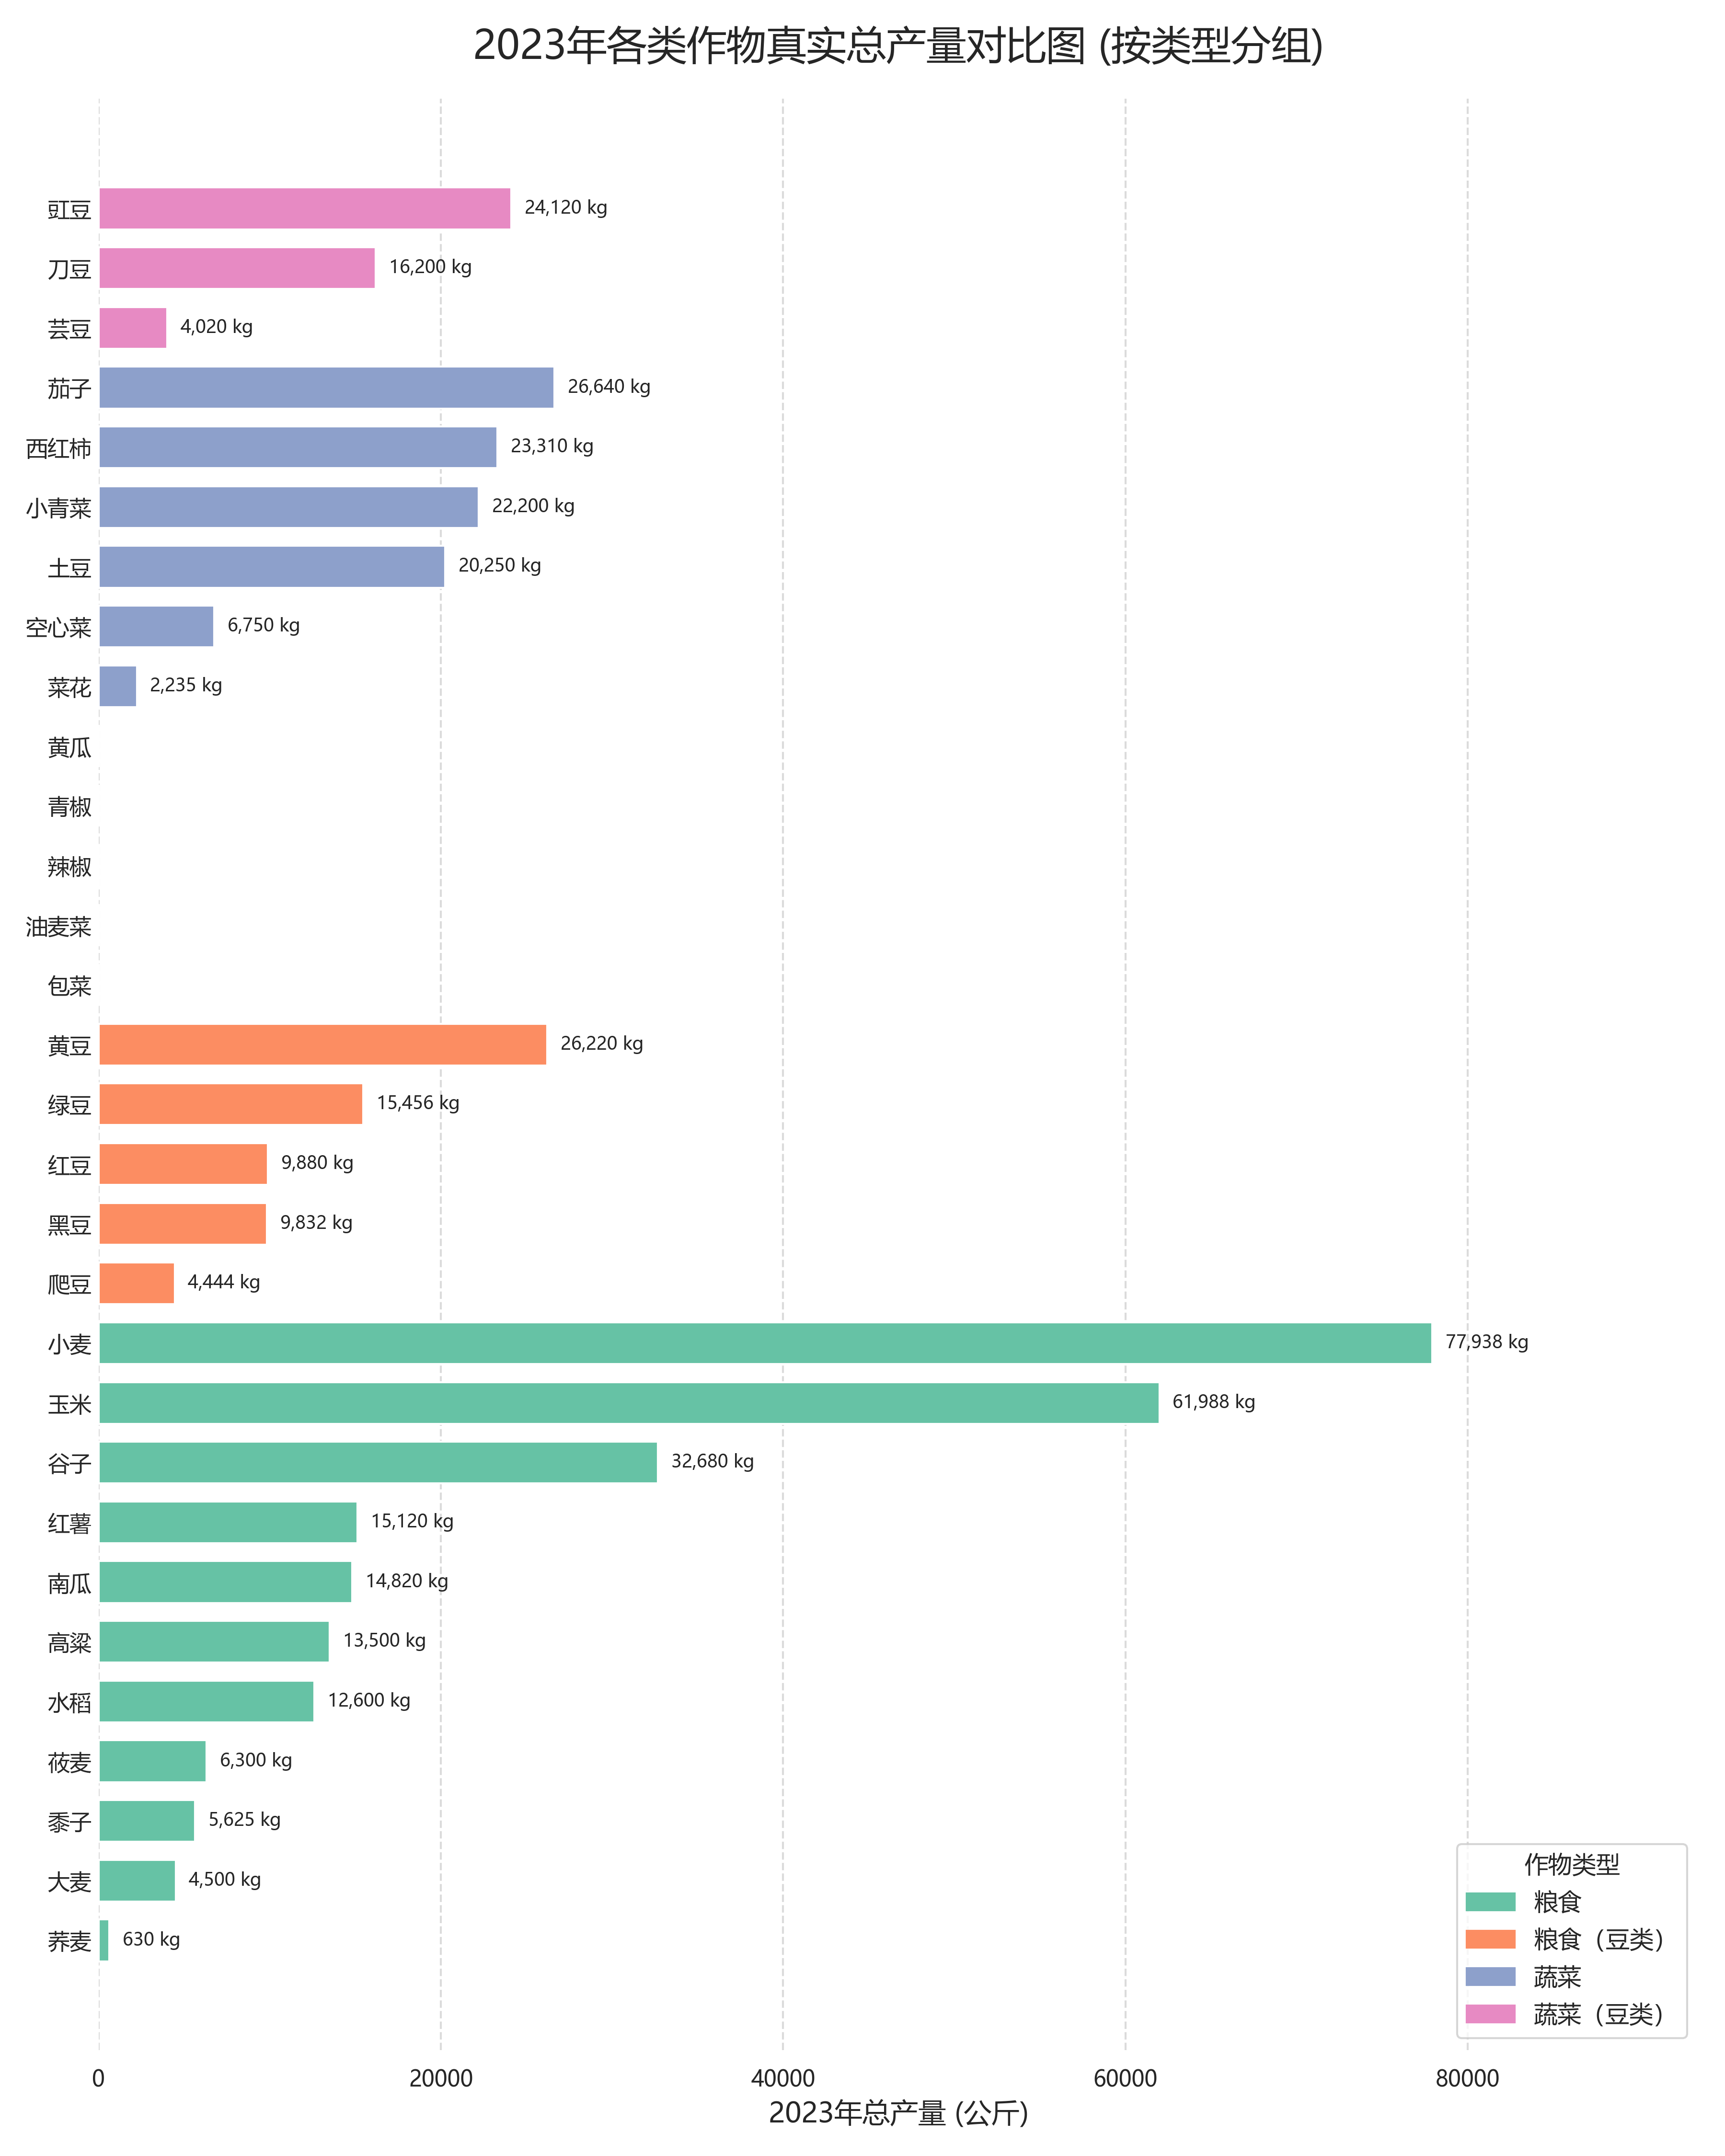 2023年各类作物真实总产量对比图 (按类型分组)
豇豆 24,120 kg
刀豆 16,200 kg
芸豆 4,020 kg
茄子 26,640 kg
西红柿 23,310 kg
小青菜 22,200 kg
土豆 20,250 kg
空心菜 6,750 kg
菜花 2,235 kg
黄瓜
青椒
辣椒
油麦菜
包菜
黄豆 26,220 kg
绿豆 15,456 kg
红豆 9,880 kg
黑豆 9,832 kg
爬豆 4,444 kg
小麦 77,938 kg
玉米 61,988 kg
谷子 32,680 kg
红薯 15,120 kg
南瓜 14,820 kg
高粱 13,500 kg
水稻 12,600 kg
莜麦 6,300 kg
黍子 5,625 kg
大麦 4,500 kg
荞麦 630 kg
作物类型
粮食
粮食（豆类）
蔬菜
蔬菜（豆类）
0 20000 40000 60000 80000
2023年总产量 (公斤)